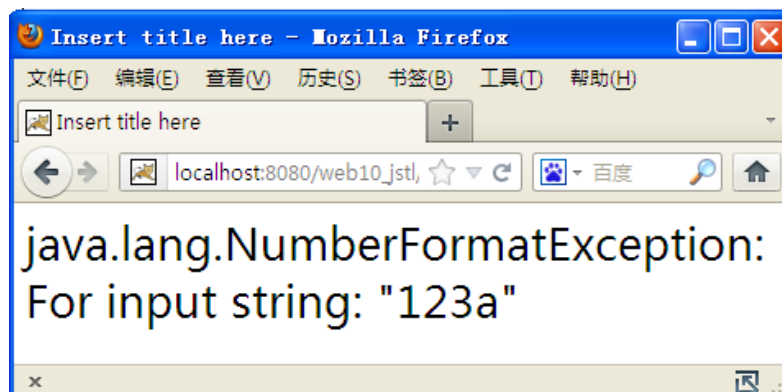 Insert title here - Mozilla Firefox
文件(F) 编辑(E) 查看(V) 历史(S) 书签(B) 工具(T) 帮助(H)
Insert title here
localhost:8080/web10_jstl, 百度
java.lang.NumberFormatException:
For input string: "123a"